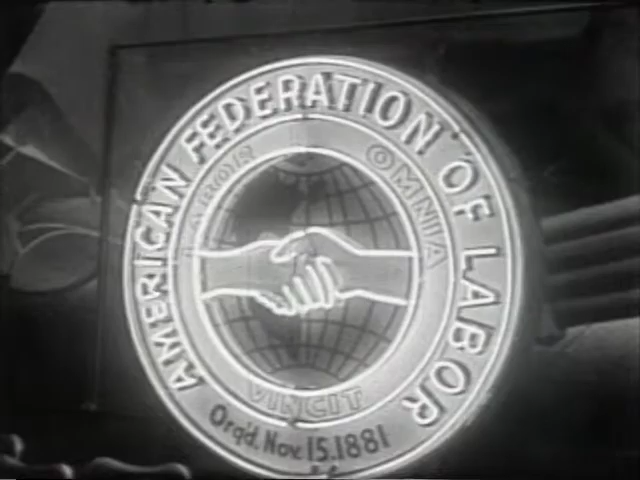 AMERICAN FEDERATION OF LABOR
LABOR OMNIA
VINCIT
Org'd. Nov. 15.1881